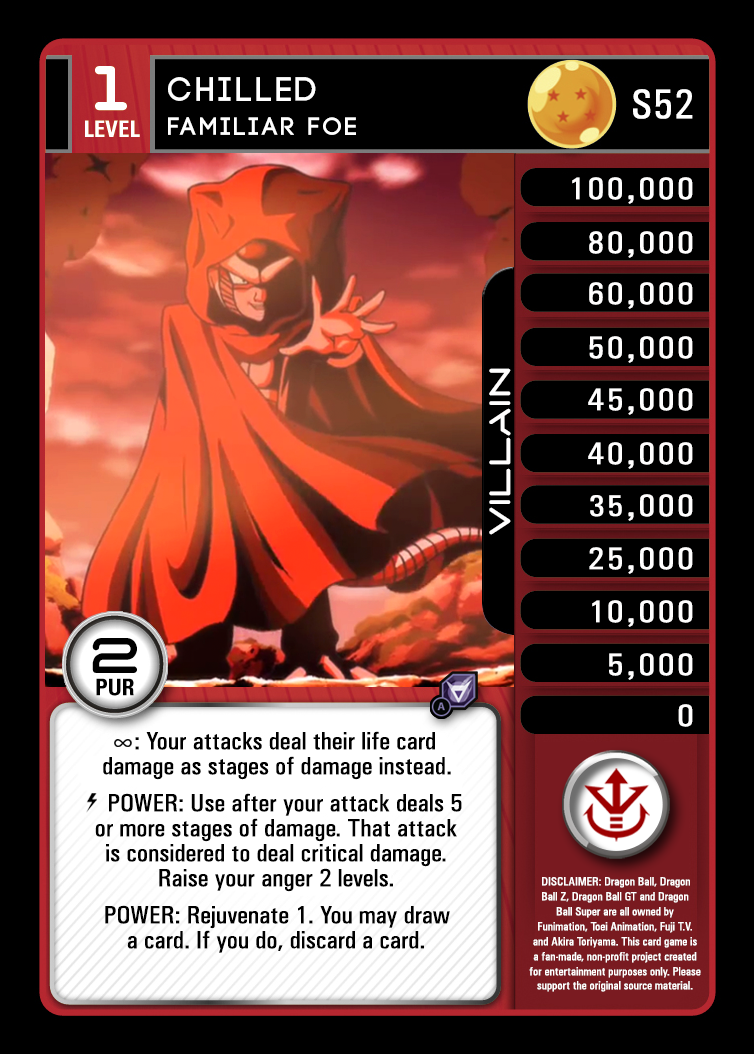 1
LEVEL
CHILLED
FAMILIAR FOE
S52
100,000
80,000
60,000
50,000
45,000
40,000
35,000
25,000
10,000
5,000
0
VILLAIN
2
PUR
A
∞: Your attacks deal their life card
damage as stages of damage instead.
POWER: Use after your attack deals 5
or more stages of damage. That attack
is considered to deal critical damage.
Raise your anger 2 levels.
POWER: Rejuvenate 1. You may draw
a card. If you do, discard a card.
DISCLAIMER: Dragon Ball, Dragon
Ball Z, Dragon Ball GT and Dragon
Ball Super are all owned by
Funimation, Toei Animation, Fuji T.V.
and Akira Toriyama. This card game is
a fan-made, non-profit project created
for entertainment purposes only. Please
support the original source material.